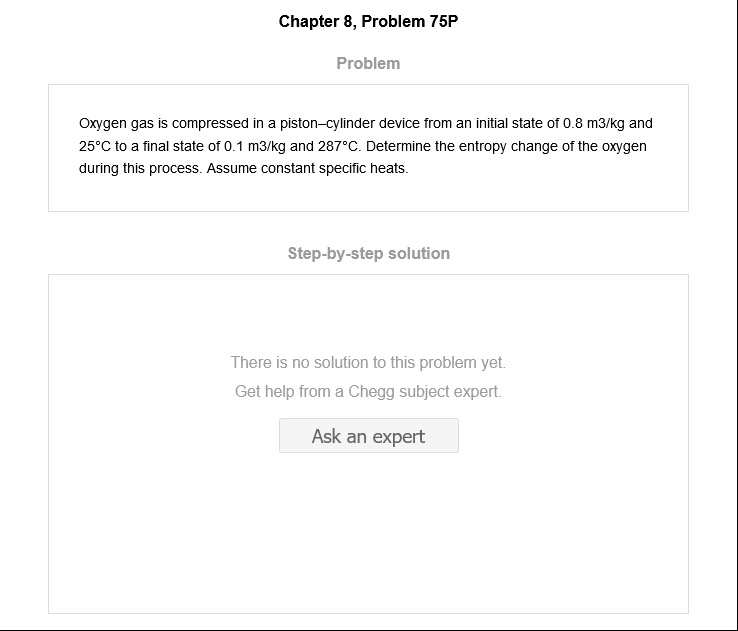 Chapter 8, Problem 75P
Problem
Oxygen gas is compressed in a piston–cylinder device from an initial state of 0.8 m3/kg and
25°C to a final state of 0.1 m3/kg and 287°C. Determine the entropy change of the oxygen
during this process. Assume constant specific heats.
Step-by-step solution
There is no solution to this problem yet.
Get help from a Chegg subject expert.
Ask an expert